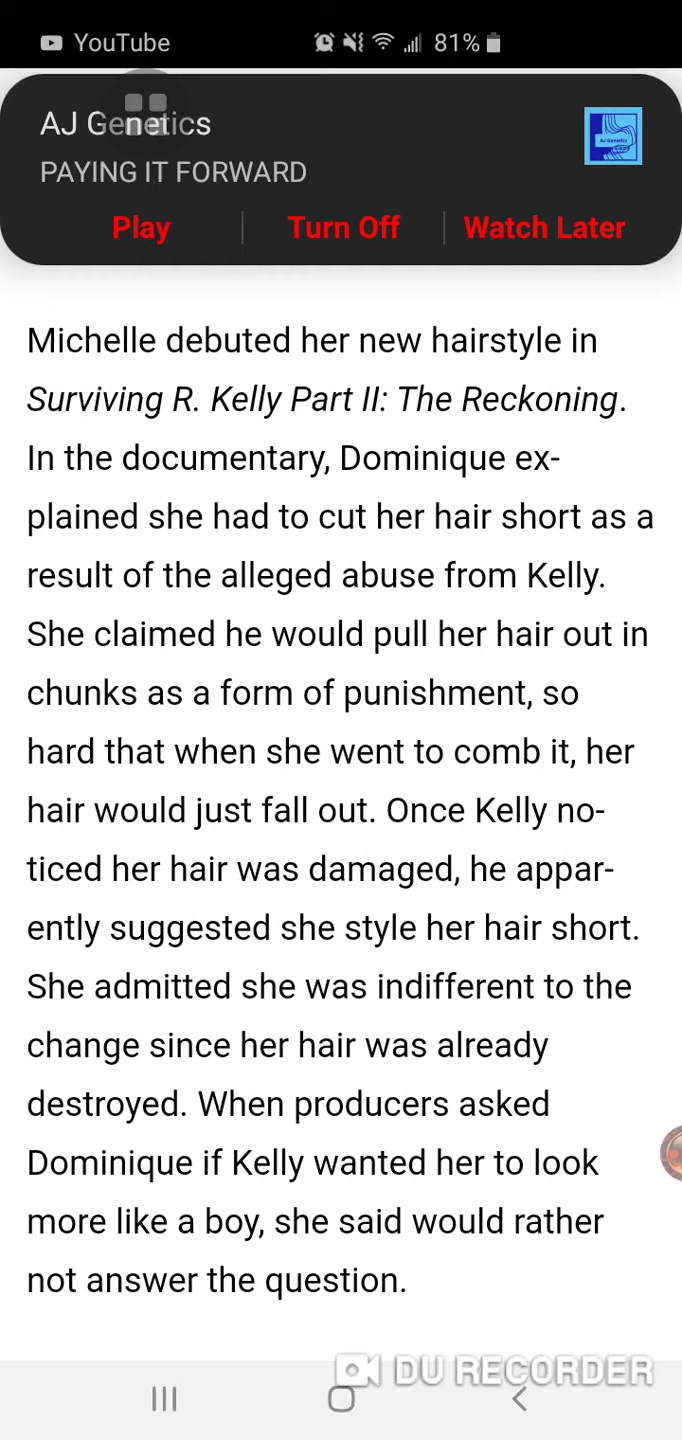 YouTube 81%
AJ Genetics
PAYING IT FORWARD
Play Turn Off Watch Later
Michelle debuted her new hairstyle in
Surviving R. Kelly Part II: The Reckoning.
In the documentary, Dominique ex-
plained she had to cut her hair short as a
result of the alleged abuse from Kelly.
She claimed he would pull her hair out in
chunks as a form of punishment, so
hard that when she went to comb it, her
hair would just fall out. Once Kelly no-
ticed her hair was damaged, he appar-
ently suggested she style her hair short.
She admitted she was indifferent to the
change since her hair was already
destroyed. When producers asked
Dominique if Kelly wanted her to look
more like a boy, she said would rather
not answer the question.
DU RECORDER